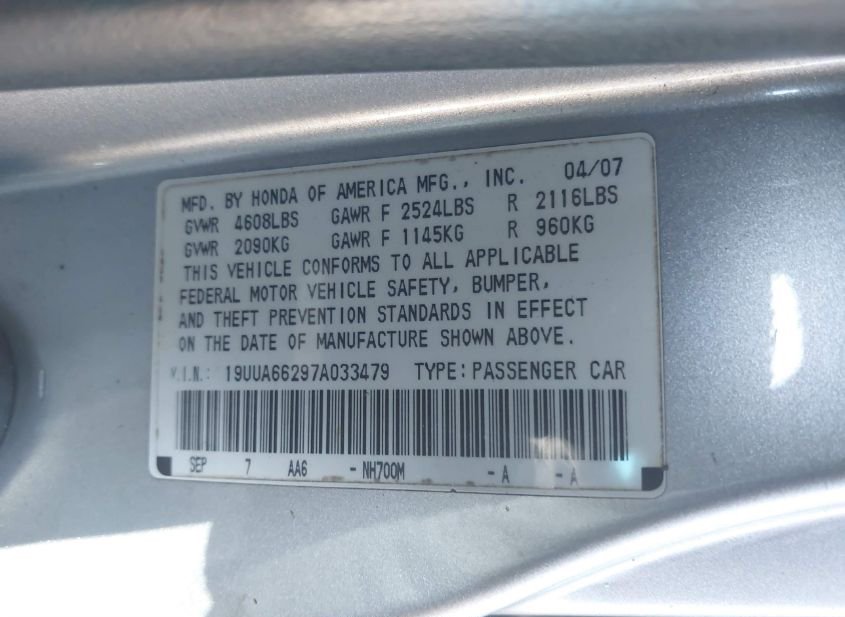 MFD. BY HONDA OF AMERICA MFG., INC. 04/07
GVWR 4608LBS GAWR F 2524LBS R 2116LBS
GVWR 2090KG GAWR F 1145KG R 960KG
THIS VEHICLE CONFORMS TO ALL APPLICABLE
FEDERAL MOTOR VEHICLE SAFETY, BUMPER,
AND THEFT PREVENTION STANDARDS IN EFFECT
ON THE DATE OF MANUFACTURE SHOWN ABOVE.
V.I.N.: 19UUA66297A033479 TYPE:PASSENGER CAR
SEP 7 AA6 - NH700M - A - A